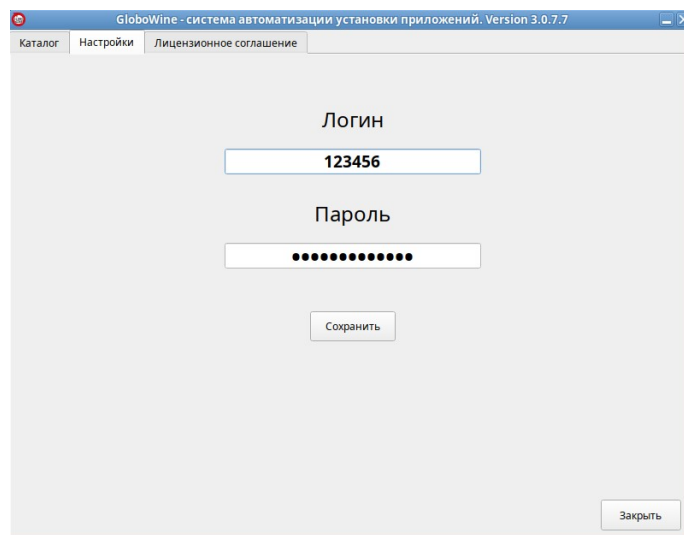 GloboWine - система автоматизации установки приложений. Version 3.0.7.7
Каталог Настройки Лицензионное соглашение
Логин
123456
Пароль
●●●●●●●●●●●●●
Сохранить
Закрыть